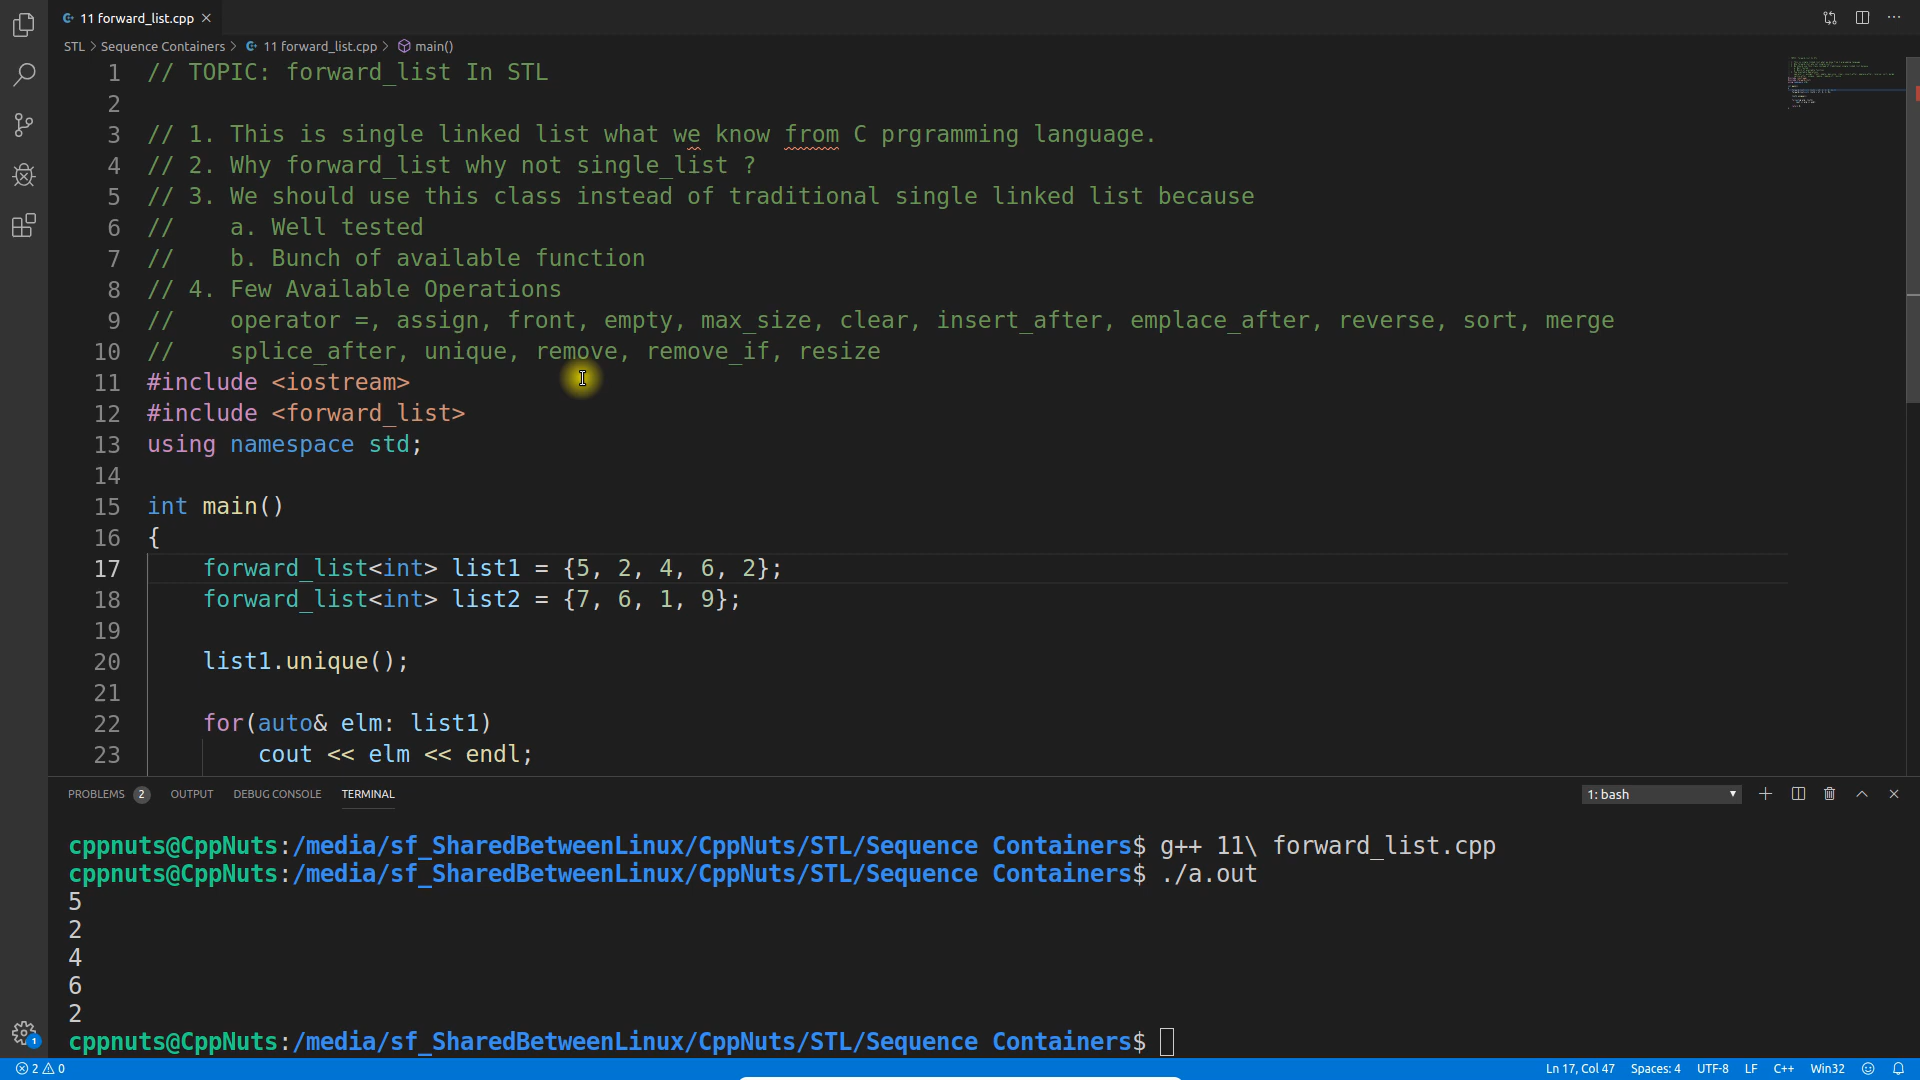 11 forward_list.cpp
STL > Sequence Containers > 11 forward_list.cpp > main()
1 // TOPIC: forward_list In STL
2
3 // 1. This is single linked list what we know from C prgramming language.
4 // 2. Why forward_list why not single_list ?
5 // 3. We should use this class instead of traditional single linked list because
6 //    a. Well tested
7 //    b. Bunch of available function
8 // 4. Few Available Operations
9 //    operator =, assign, front, empty, max_size, clear, insert_after, emplace_after, reverse, sort, merge
10 //    splice_after, unique, remove, remove_if, resize
11 #include <iostream>
12 #include <forward_list>
13 using namespace std;
14
15 int main()
16 {
17     forward_list<int> list1 = {5, 2, 4, 6, 2};
18     forward_list<int> list2 = {7, 6, 1, 9};
19
20     list1.unique();
21
22     for(auto& elm: list1)
23         cout << elm << endl;
PROBLEMS 2 OUTPUT DEBUG CONSOLE TERMINAL 1: bash
cppnuts@CppNuts:/media/sf_SharedBetweenLinux/CppNuts/STL/Sequence Containers$ g++ 11\ forward_list.cpp
cppnuts@CppNuts:/media/sf_SharedBetweenLinux/CppNuts/STL/Sequence Containers$ ./a.out
5
2
4
6
2
cppnuts@CppNuts:/media/sf_SharedBetweenLinux/CppNuts/STL/Sequence Containers$
1
2 0 Ln 17, Col 47 Spaces: 4 UTF-8 LF C++ Win32